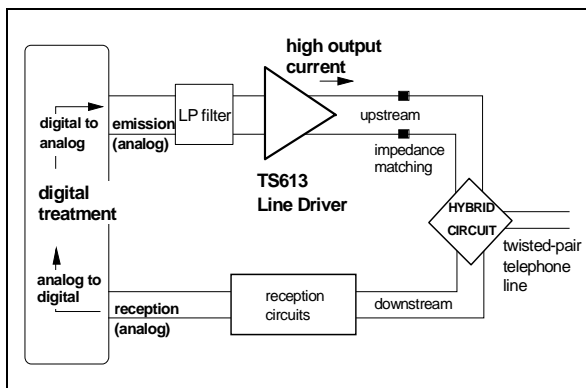 high output
current
LP filter
digital to
analog
emission
(analog)
upstream
impedance
matching
TS613
Line Driver
digital
treatment
HYBRID
CIRCUIT
twisted-pair
telephone
line
analog to
digital
reception
(analog)
reception
circuits
downstream